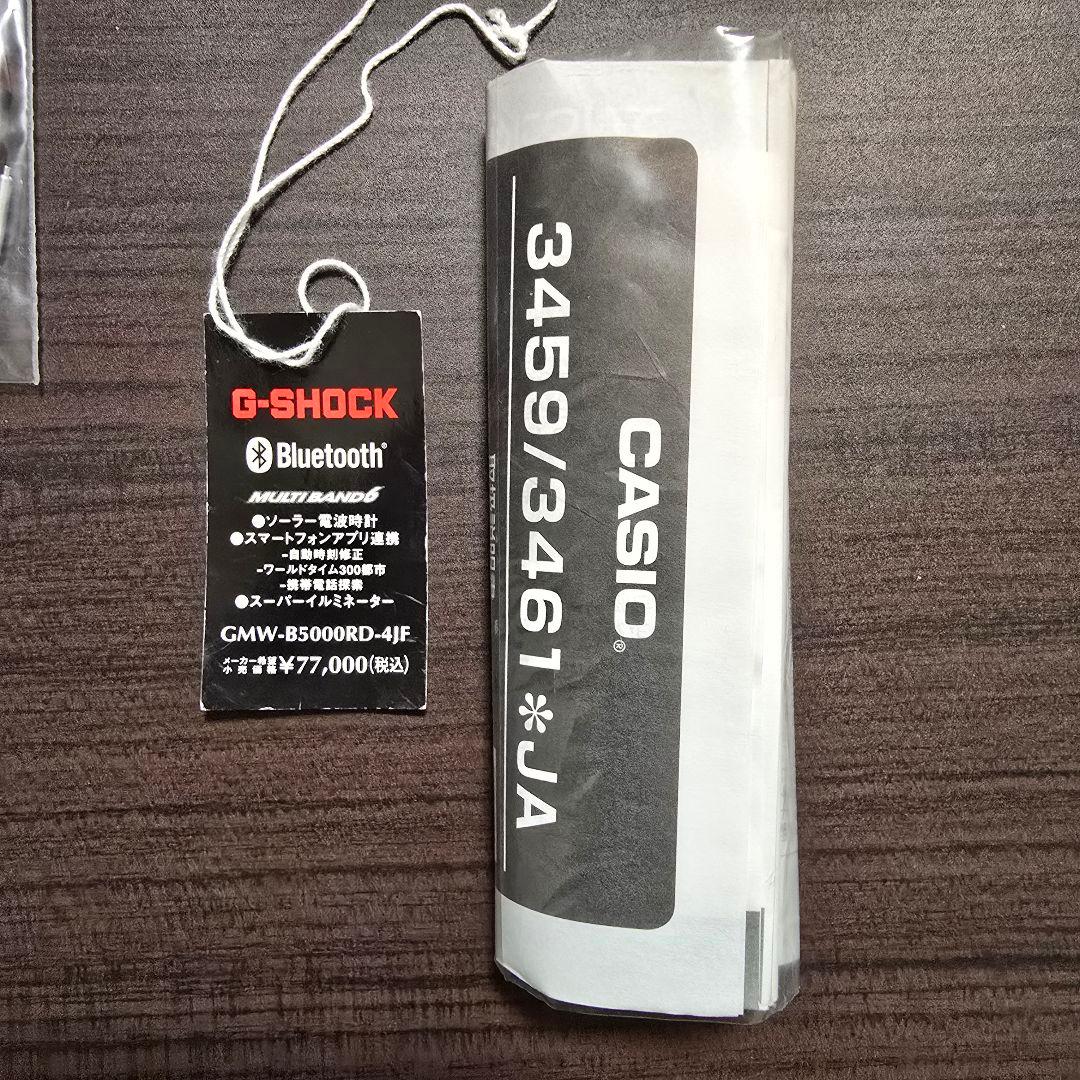 G-SHOCK
Bluetooth®
MULTI BAND 6
●ソーラー電波時計
●スマートフォンアプリ連携
-自動時刻修正
-ワールドタイム300都市
-携帯電話探索
●スーパーイルミネーター
GMW-B5000RD-4JF
メーカー希望小売価格 ¥77,000(税込)
CASIO®
3459/3461*JA